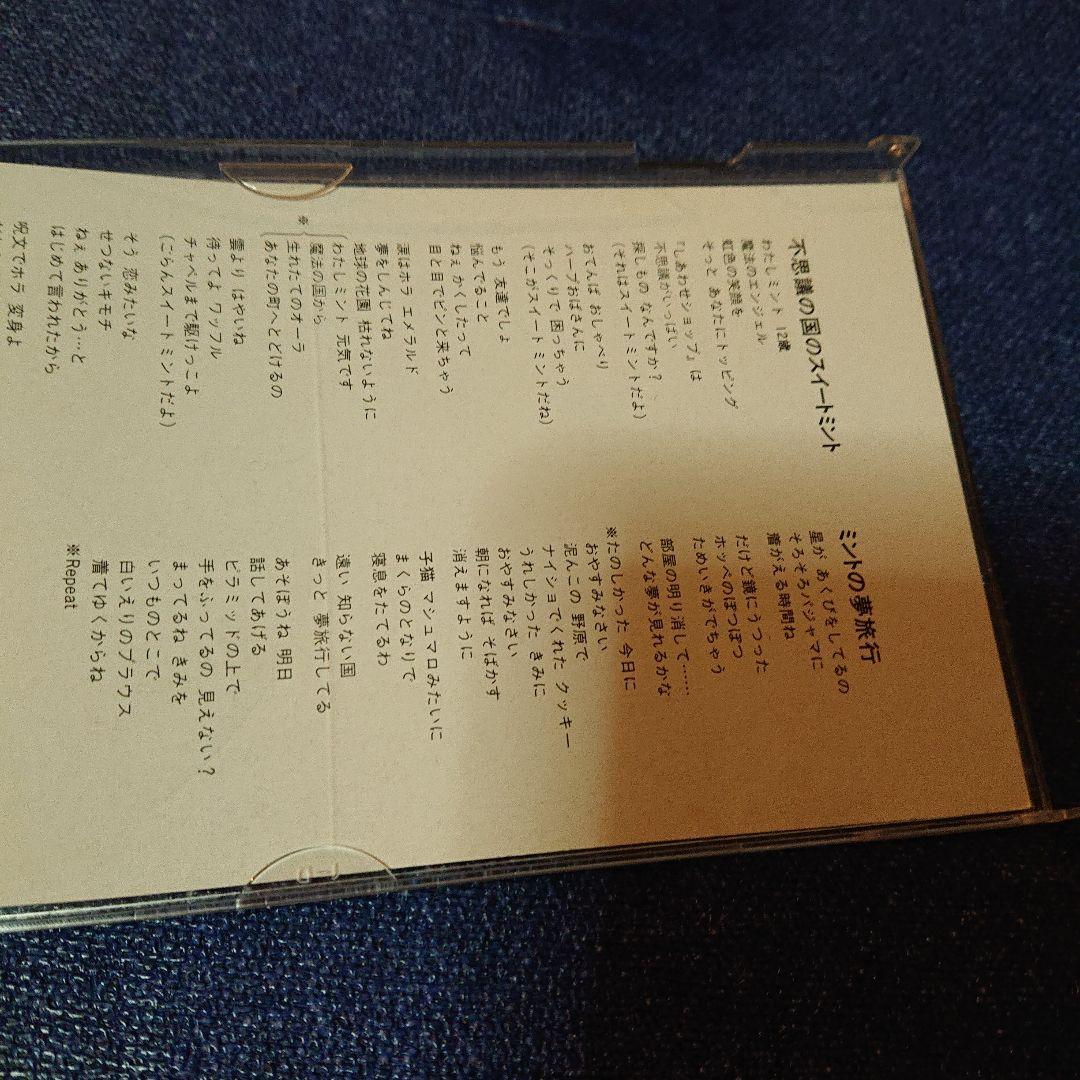 不思議の国のスイートミント
わたしミント 12歳
魔法のエンジェル
虹色の笑顔を
そっと あなたにトッピング
『しあわせショップ』は
不思議がいっぱい
探しもの なんですか?
(それはスイートミントだよ)
おてんば おしゃべり
ハーブおばさんに
そっくりで 困っちゃう
(そこがスイートミントだね)
もう友達でしょ
悩んでること
ねぇ かくしたって
目と目でピンと来ちゃう
涙はホラ エメラルド
夢をしんじてね
地球の花園 枯れないように
※わたしミント 元気です
魔法の国から
生れたてのオーラ
あなたの町へとどけるの
雲より はやいね
待ってよ ワッフル
チャペルまで駆けっこよ
(ごらんスイートミントだよ)
そう 恋みたいな
せつないキモチ
ねぇ ありがとう…と
はじめて言われたから
呪文でホラ 変身よ
ミントの夢旅行
星が あくびをしてるの
そろそろパジャマに
着がえる時間ね
だけど鏡にうつった
ホッペのぽつぽつ
ためいきがでちゃう
部屋の明り消して……
どんな夢が見れるかな
※たのしかった 今日に
おやすみなさい
泥んこの 野原で
ナイショでくれた クッキー
うれしかった きみに
おやすみなさい
朝になれば そばかす
消えますように
子猫 マシュマロみたいに
まくらのとなりで
寝息をたてるわ
遠い 知らない国
きっと 夢旅行してる
あそぼうね 明日
話してあげる
ピラミッドの上で
手をふってるの 見えない?
まってるね きみを
いつものとこで
白いえりのブラウス
着てゆくからね
※Repeat